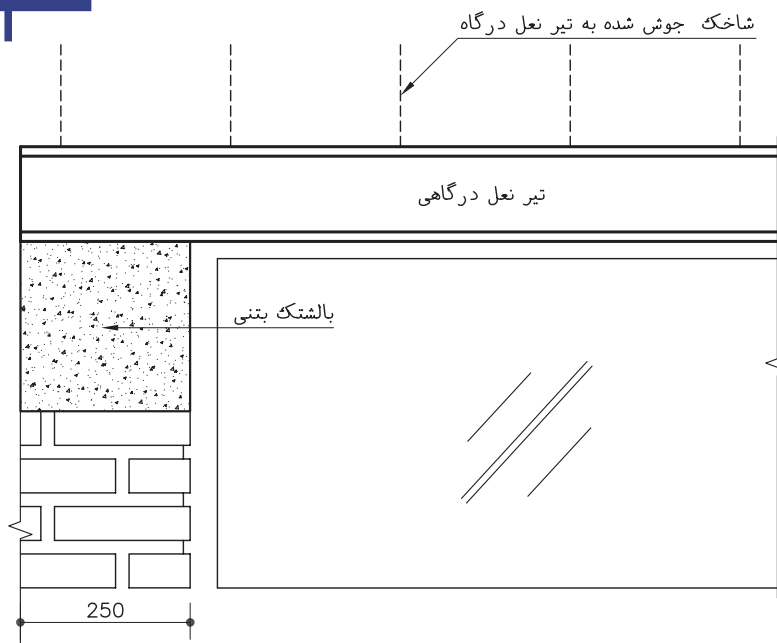 شاخک جوش شده به تیر نعل درگاه
تیر نعل درگاهی
بالشتک بتنی
250